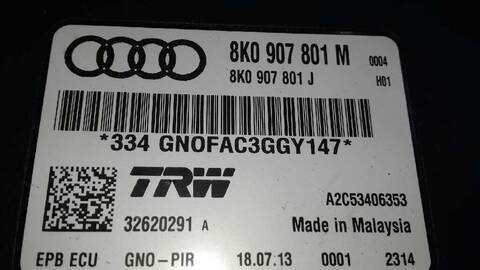 8K0 907 801 M 0004
8K0 907 801 J H01
*334 GNOFAC3GGY147*
TRW A2C53406353
32620291 A Made in Malaysia
EPB ECU GNO-PIR 18.07.13 0001 2314